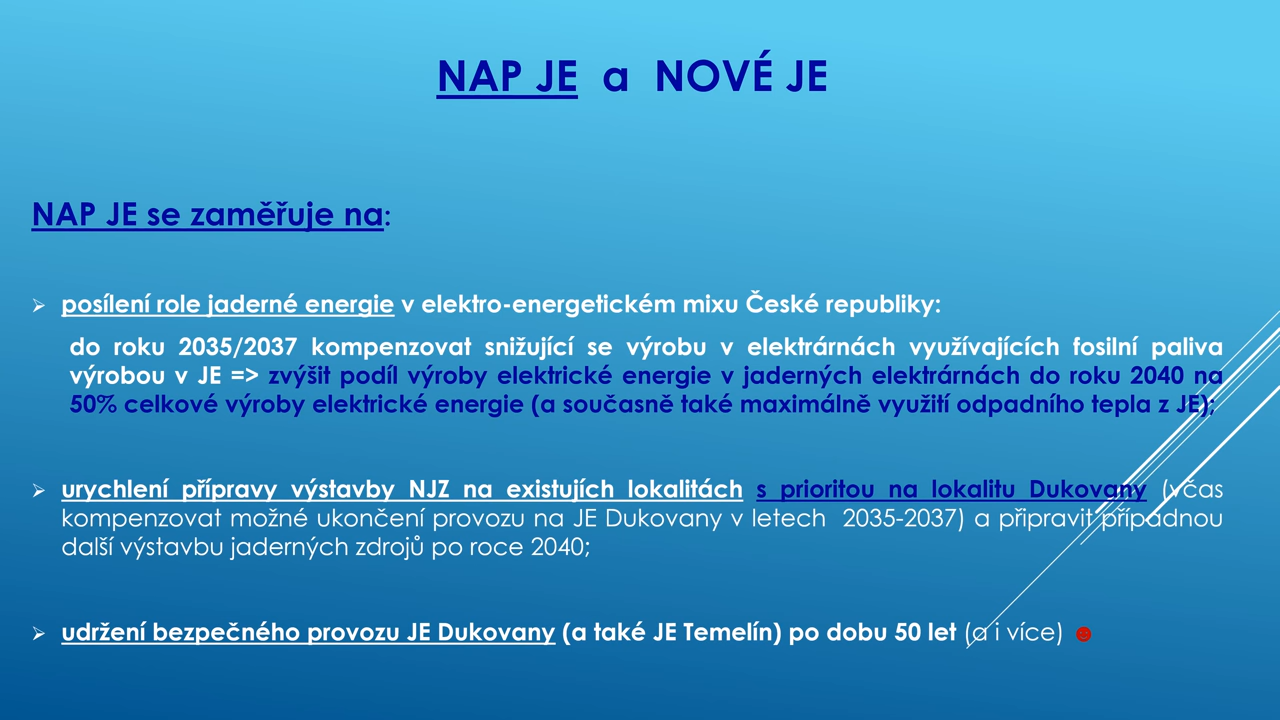 NAP JE a NOVÉ JE
NAP JE se zaměřuje na:
➢ posílení role jaderné energie v elektro-energetickém mixu České republiky:
do roku 2035/2037 kompenzovat snižující se výrobu v elektrárnách využívajících fosilní paliva
výrobou v JE => zvýšit podíl výroby elektrické energie v jaderných elektrárnách do roku 2040 na
50% celkové výroby elektrické energie (a současně také maximálně využití odpadního tepla z JE);
➢ urychlení přípravy výstavby NJZ na existujích lokalitách s prioritou na lokalitu Dukovany (včas
kompenzovat možné ukončení provozu na JE Dukovany v letech 2035-2037) a připravit případnou
další výstavbu jaderných zdrojů po roce 2040;
➢ udržení bezpečného provozu JE Dukovany (a také JE Temelín) po dobu 50 let (a i více) ☻